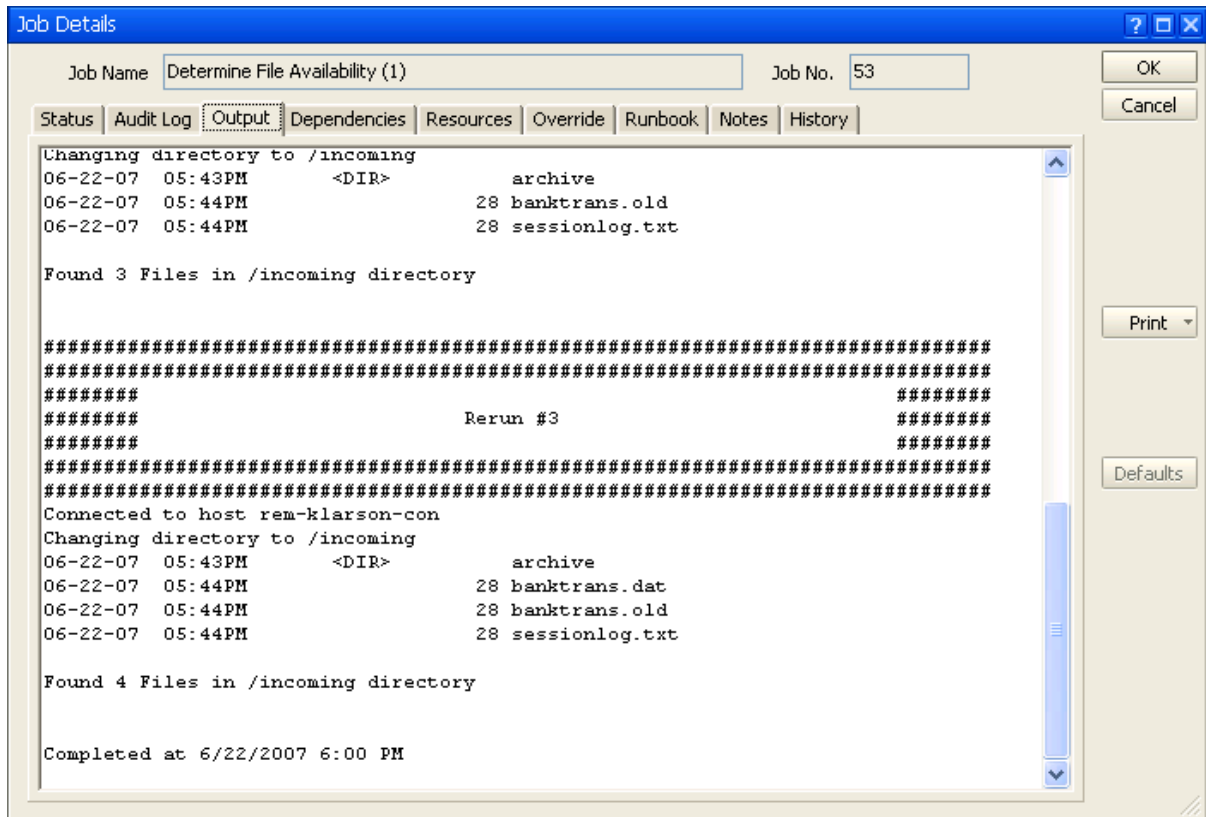 Job Details
Job Name Determine File Availability (1) Job No. 53 OK
Cancel
Status Audit Log Output Dependencies Resources Override Runbook Notes History
Changing directory to /incoming
06-22-07 05:43PM <DIR> archive
06-22-07 05:44PM 28 banktrans.old
06-22-07 05:44PM 28 sessionlog.txt
Found 3 Files in /incoming directory
Print
###############################################################################
###############################################################################
######## ########
######## Rerun #3 ########
######## ########
###############################################################################
Defaults
###############################################################################
Connected to host rem-klarson-con
Changing directory to /incoming
06-22-07 05:43PM <DIR> archive
06-22-07 05:44PM 28 banktrans.dat
06-22-07 05:44PM 28 banktrans.old
06-22-07 05:44PM 28 sessionlog.txt
Found 4 Files in /incoming directory
Completed at 6/22/2007 6:00 PM